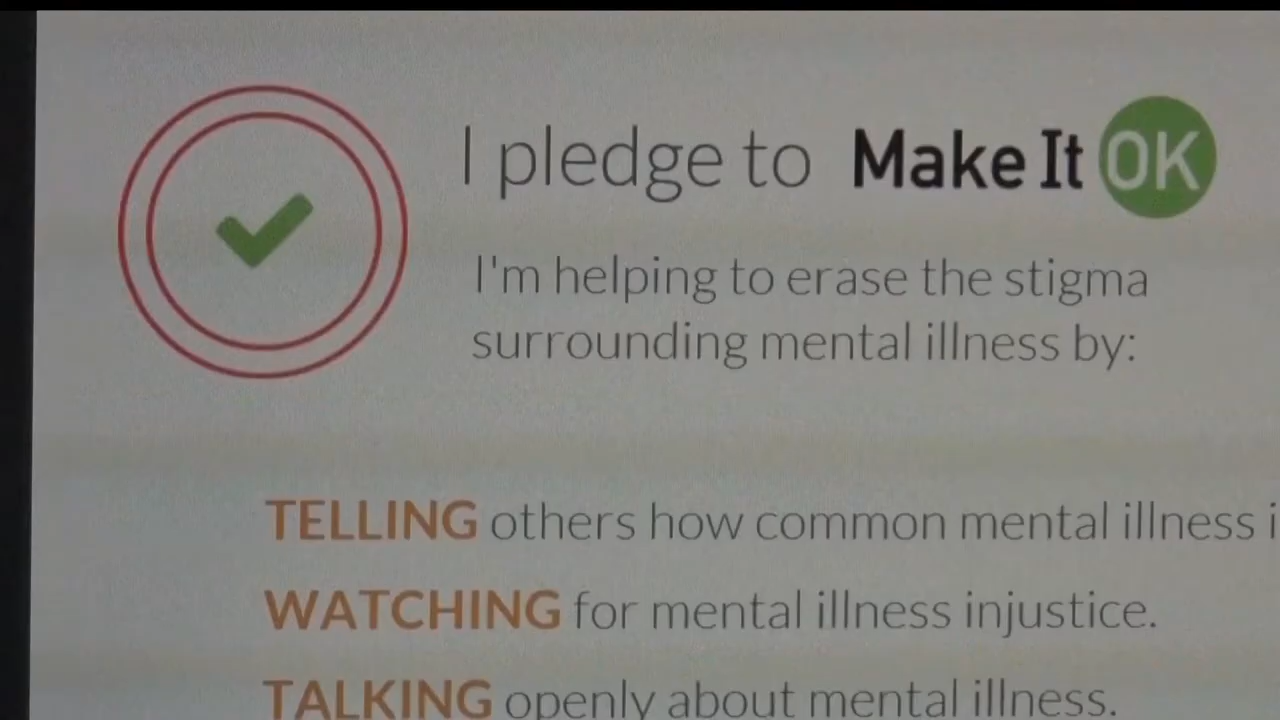 I pledge to Make It OK
I'm helping to erase the stigma
surrounding mental illness by:
TELLING others how common mental illness i
WATCHING for mental illness injustice.
TALKING openly about mental illness.